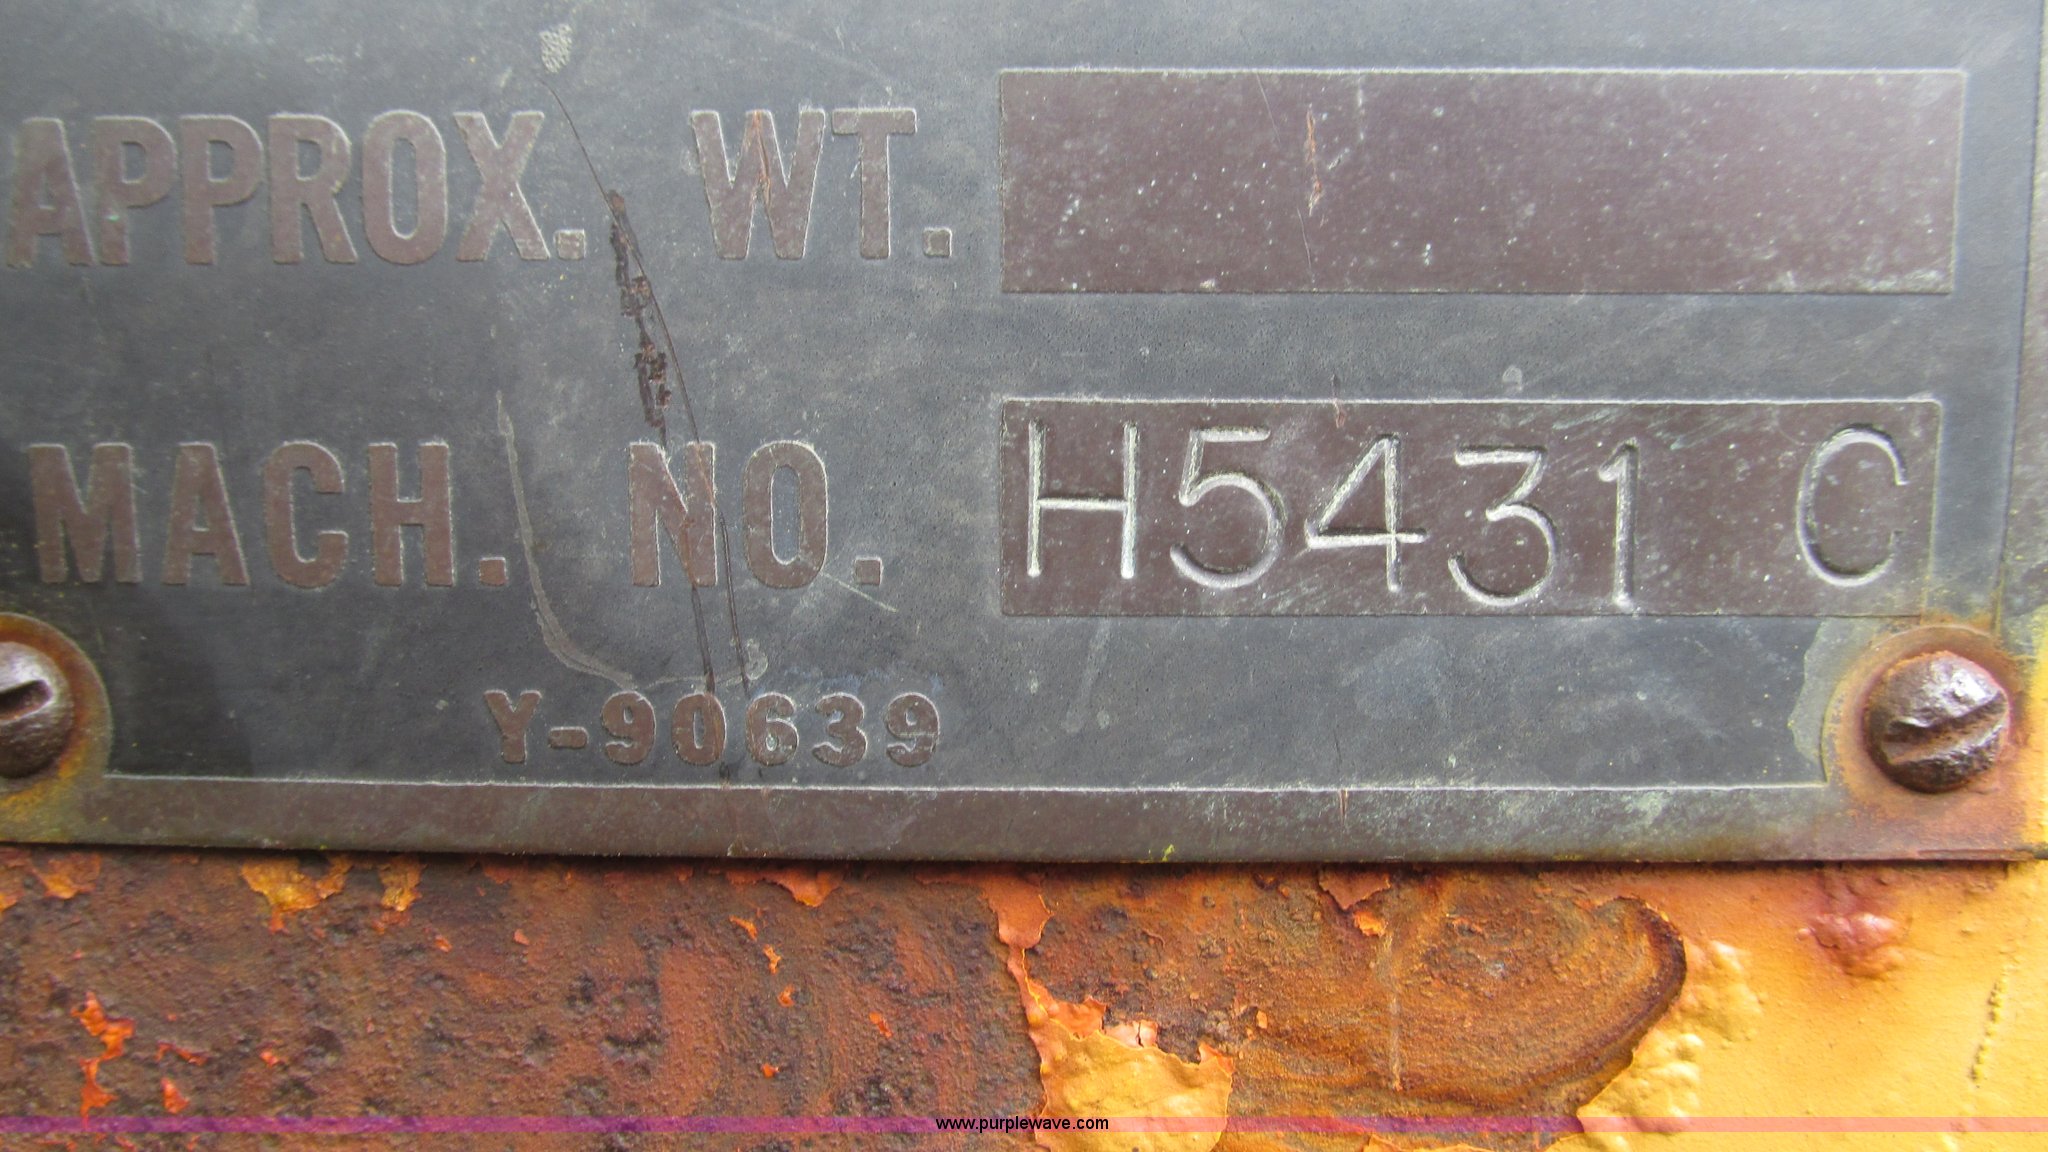 APPROX. WT.
MACH. NO. H5431 C
Y-90639
www.purplewave.com